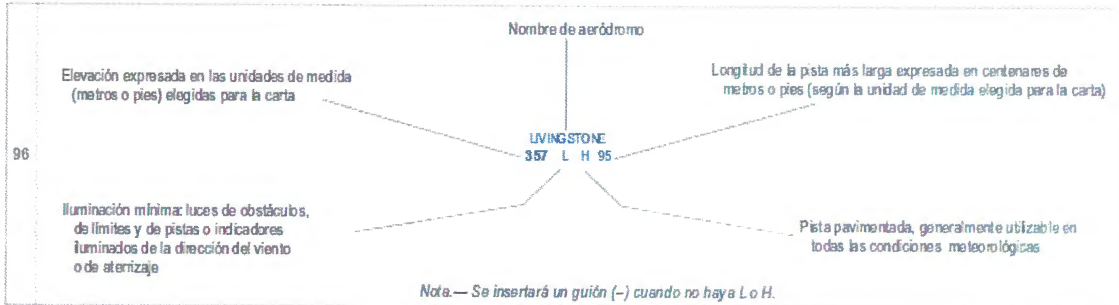 Nombre de aeródromo
Elevación expresada en las unidades de medida
(metros o pies) elegidas para la carta
Longitud de la pista más larga expresada en centenares de
metros o pies (según la unidad de medida elegida para la carta)
96
LIVINGSTONE
357 L H 95
Iluminación mínima: luces de obstáculos,
de límites y de pistas o indicadores
iluminados de la dirección del viento
o de aterrizaje
Pista pavimentada, generalmente utilizable en
todas las condiciones meteorológicas
Nota.— Se insertará un guión (–) cuando no haya L o H.